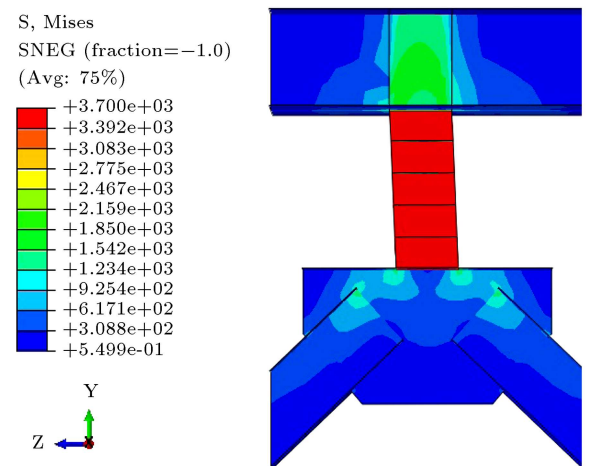 S, Mises
SNEG (fraction=−1.0)
(Avg: 75%)
+3.700e+03
+3.392e+03
+3.083e+03
+2.775e+03
+2.467e+03
+2.159e+03
+1.850e+03
+1.542e+03
+1.234e+03
+9.254e+02
+6.171e+02
+3.088e+02
+5.499e-01
Y
Z
X